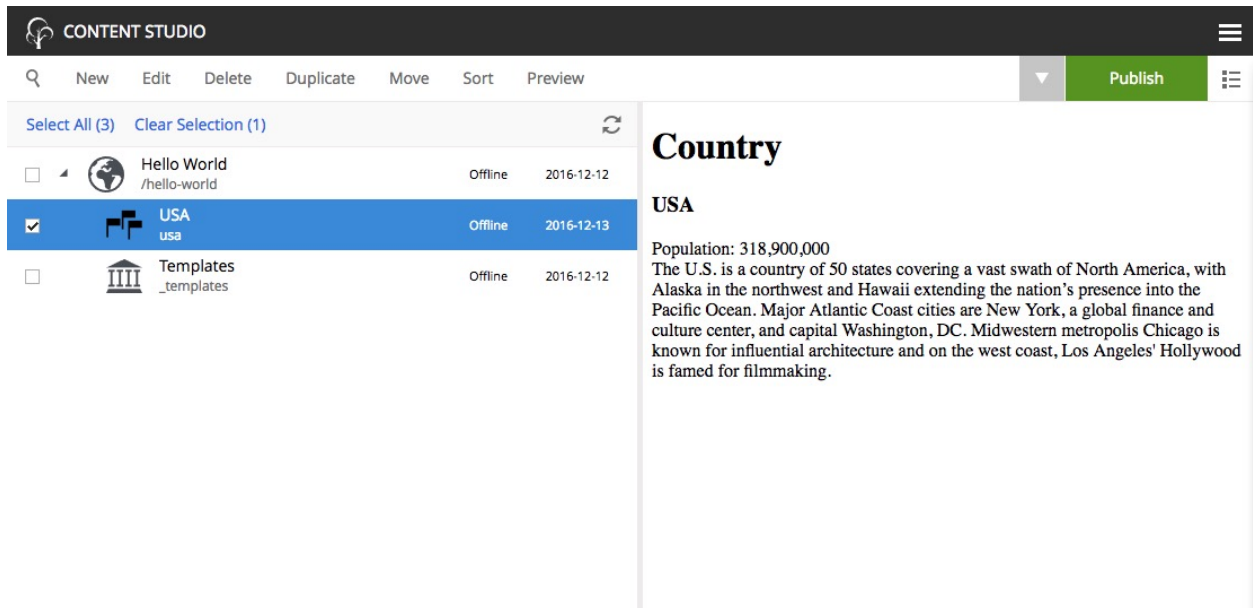 CONTENT STUDIO
New Edit Delete Duplicate Move Sort Preview Publish
Select All (3) Clear Selection (1)
Hello World
/hello-world
Offline 2016-12-12
USA
usa
Offline 2016-12-13
Templates
_templates
Offline 2016-12-12
Country
USA
Population: 318,900,000
The U.S. is a country of 50 states covering a vast swath of North America, with
Alaska in the northwest and Hawaii extending the nation’s presence into the
Pacific Ocean. Major Atlantic Coast cities are New York, a global finance and
culture center, and capital Washington, DC. Midwestern metropolis Chicago is
known for influential architecture and on the west coast, Los Angeles' Hollywood
is famed for filmmaking.